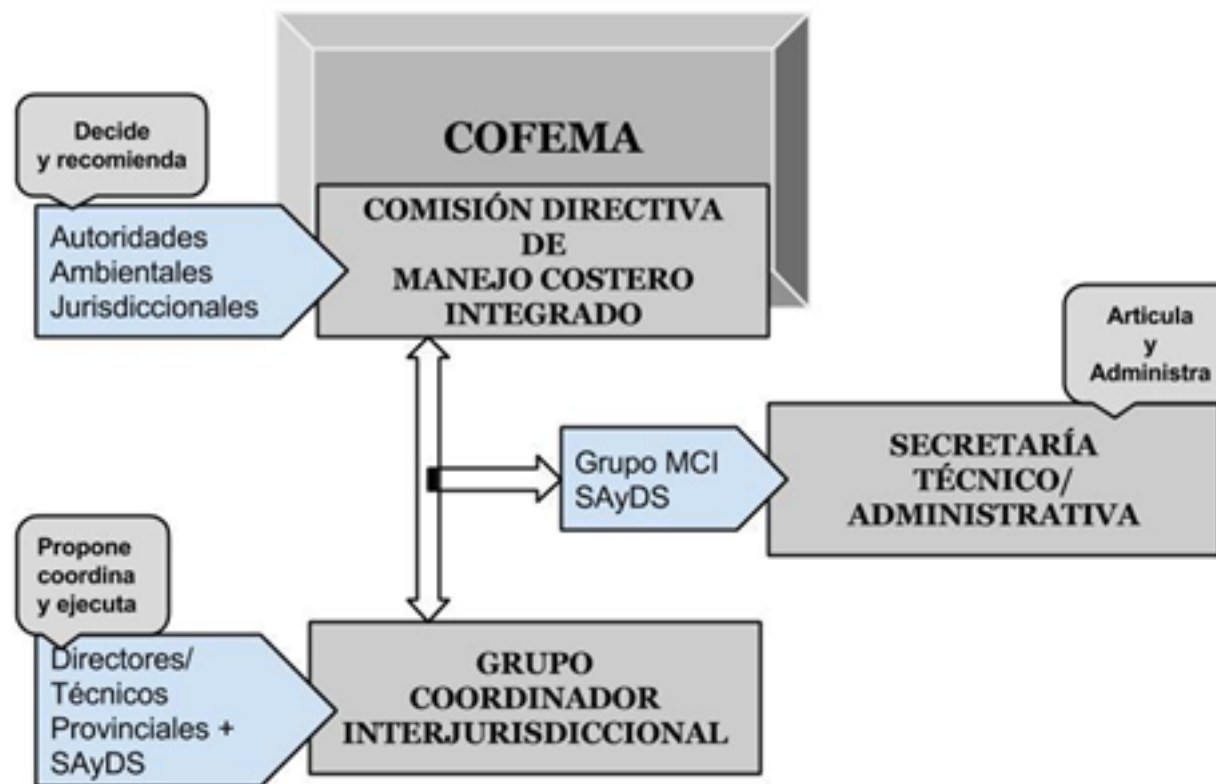 COFEMA
Decide
y recomienda
Autoridades
Ambientales
Jurisdiccionales
COMISIÓN DIRECTIVA
DE
MANEJO COSTERO
INTEGRADO
Articula
y
Administra
Grupo MCI
SAyDS
SECRETARÍA
TÉCNICO/
ADMINISTRATIVA
Propone
coordina
y ejecuta
Directores/
Técnicos
Provinciales +
SAyDS
GRUPO
COORDINADOR
INTERJURISDICCIONAL